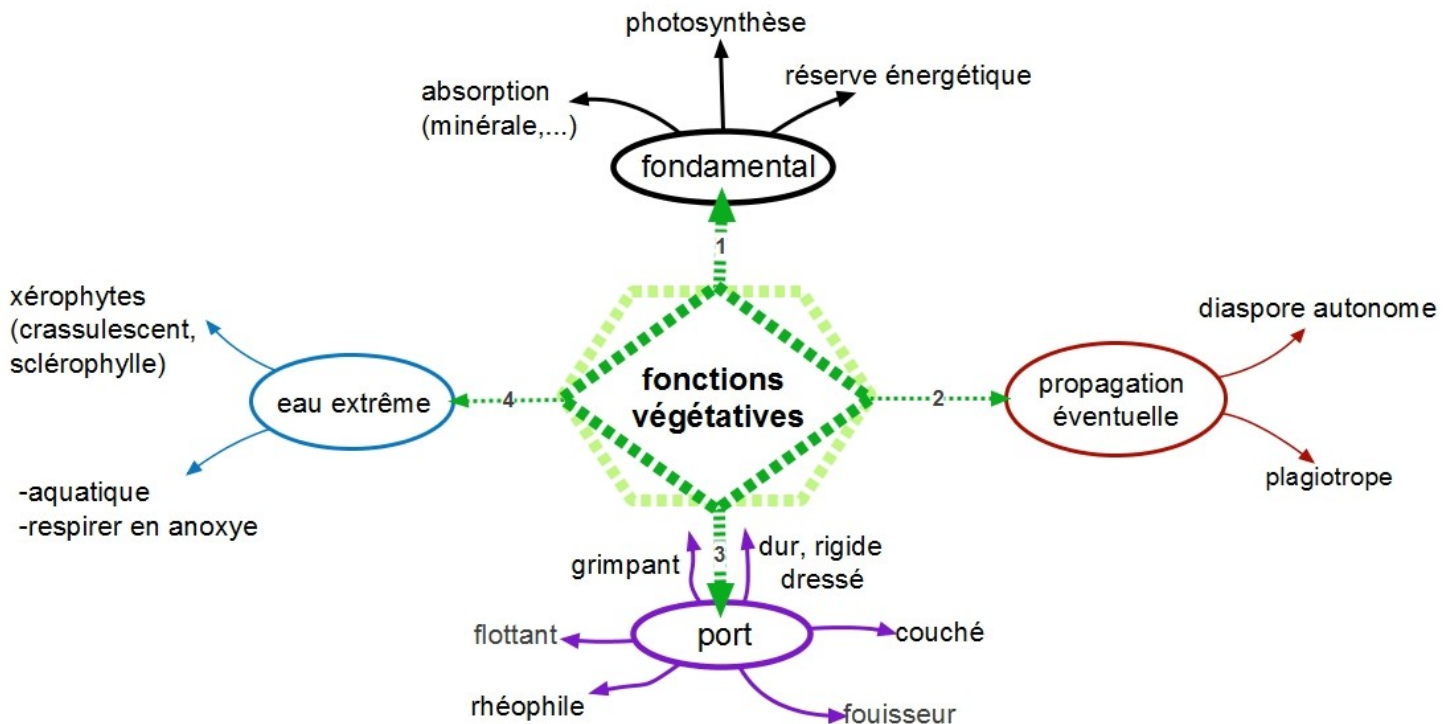 photosynthèse
absorption
(minérale,...)
réserve énergétique
fondamental
1
xérophytes
(crassulescent,
sclérophylle)
eau extrême
4
fonctions
végétatives
2
propagation
éventuelle
diaspore autonome
plagiotrope
-aquatique
-respirer en anoxye
3
grimpant
dur, rigide
dressé
flottant
port
couché
rhéophile
fouisseur